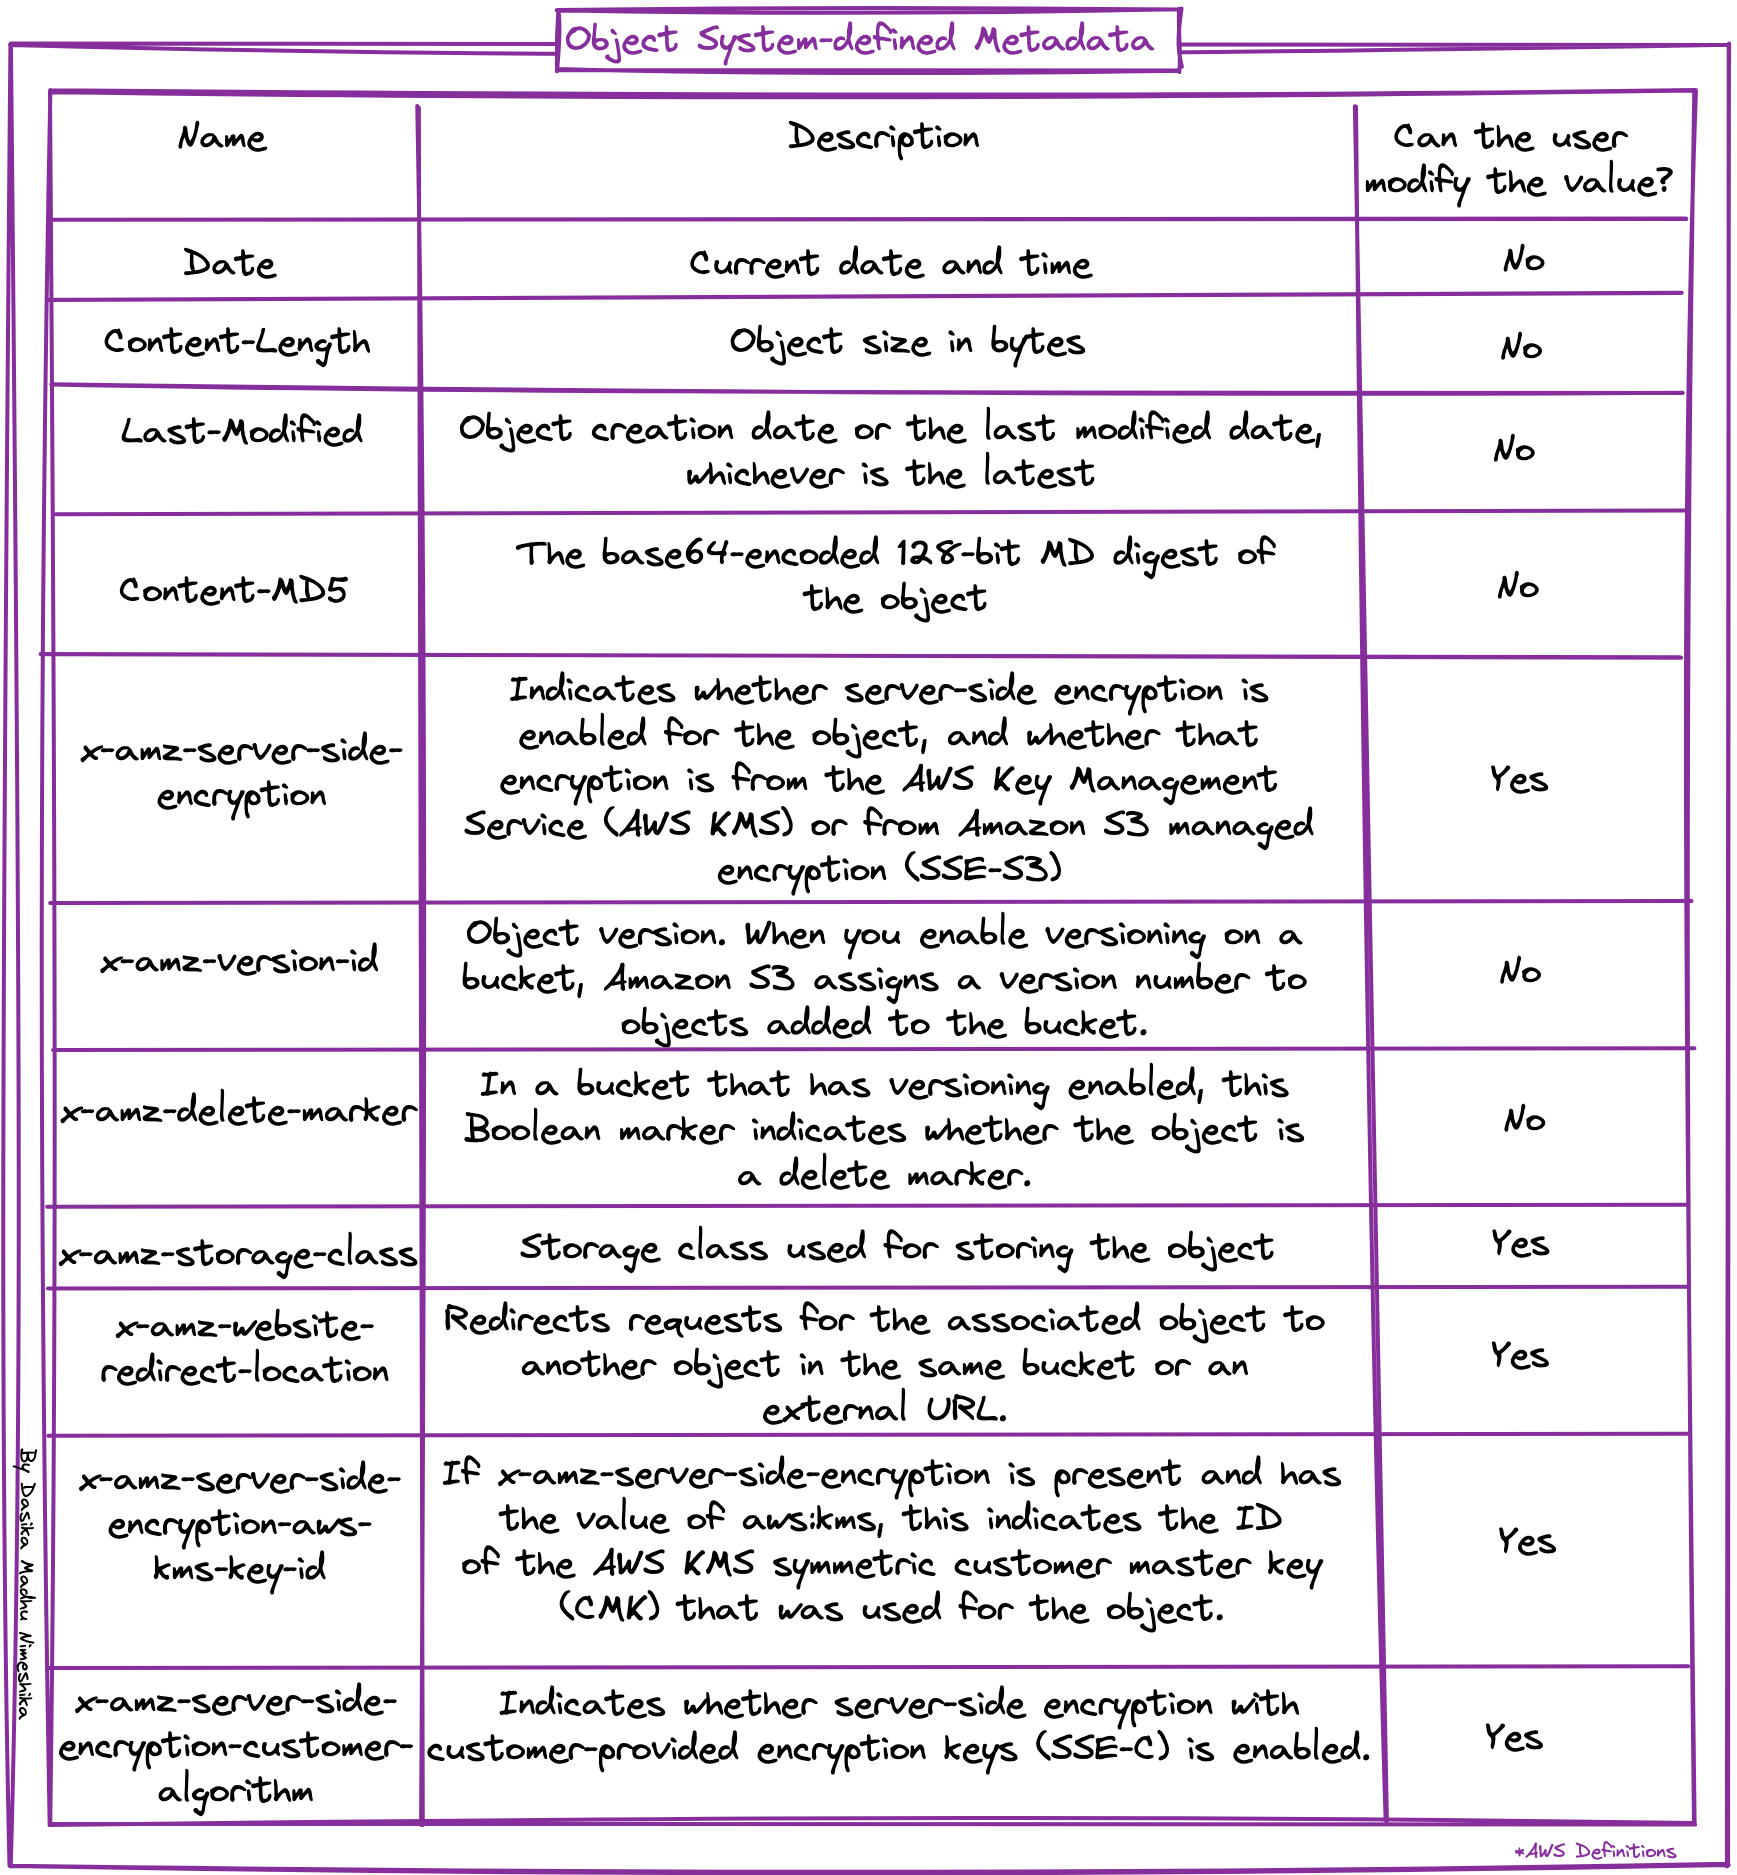 Object System-defined Metadata
Name
Description
Can the user
modify the value?
Date
Current date and time
No
Content-Length
Object size in bytes
No
Last-Modified
Object creation date or the last modified date,
whichever is the latest
No
Content-MD5
The base64-encoded 128-bit MD digest of
the object
No
x-amz-server-side-
encryption
Indicates whether server-side encryption is
enabled for the object, and whether that
encryption is from the AWS Key Management
Service (AWS KMS) or from Amazon S3 managed
encryption (SSE-S3)
Yes
x-amz-version-id
Object version. When you enable versioning on a
bucket, Amazon S3 assigns a version number to
objects added to the bucket.
No
x-amz-delete-marker
In a bucket that has versioning enabled, this
Boolean marker indicates whether the object is
a delete marker.
No
x-amz-storage-class
Storage class used for storing the object
Yes
x-amz-website-
redirect-location
Redirects requests for the associated object to
another object in the same bucket or an
external URL.
Yes
x-amz-server-side-
encryption-aws-
kms-key-id
If x-amz-server-side-encryption is present and has
the value of aws:kms, this indicates the ID
of the AWS KMS symmetric customer master key
(CMK) that was used for the object.
Yes
x-amz-server-side-
encryption-customer-
algorithm
Indicates whether server-side encryption with
customer-provided encryption keys (SSE-C) is enabled.
Yes
By Dasika Madhu Nimeshika
*AWS Definitions